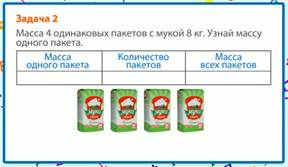 Задача 2
Масса 4 одинаковых пакетов с мукой 8 кг. Узнай массу
одного пакета.
Масса одного пакета
Количество пакетов
Масса всех пакетов